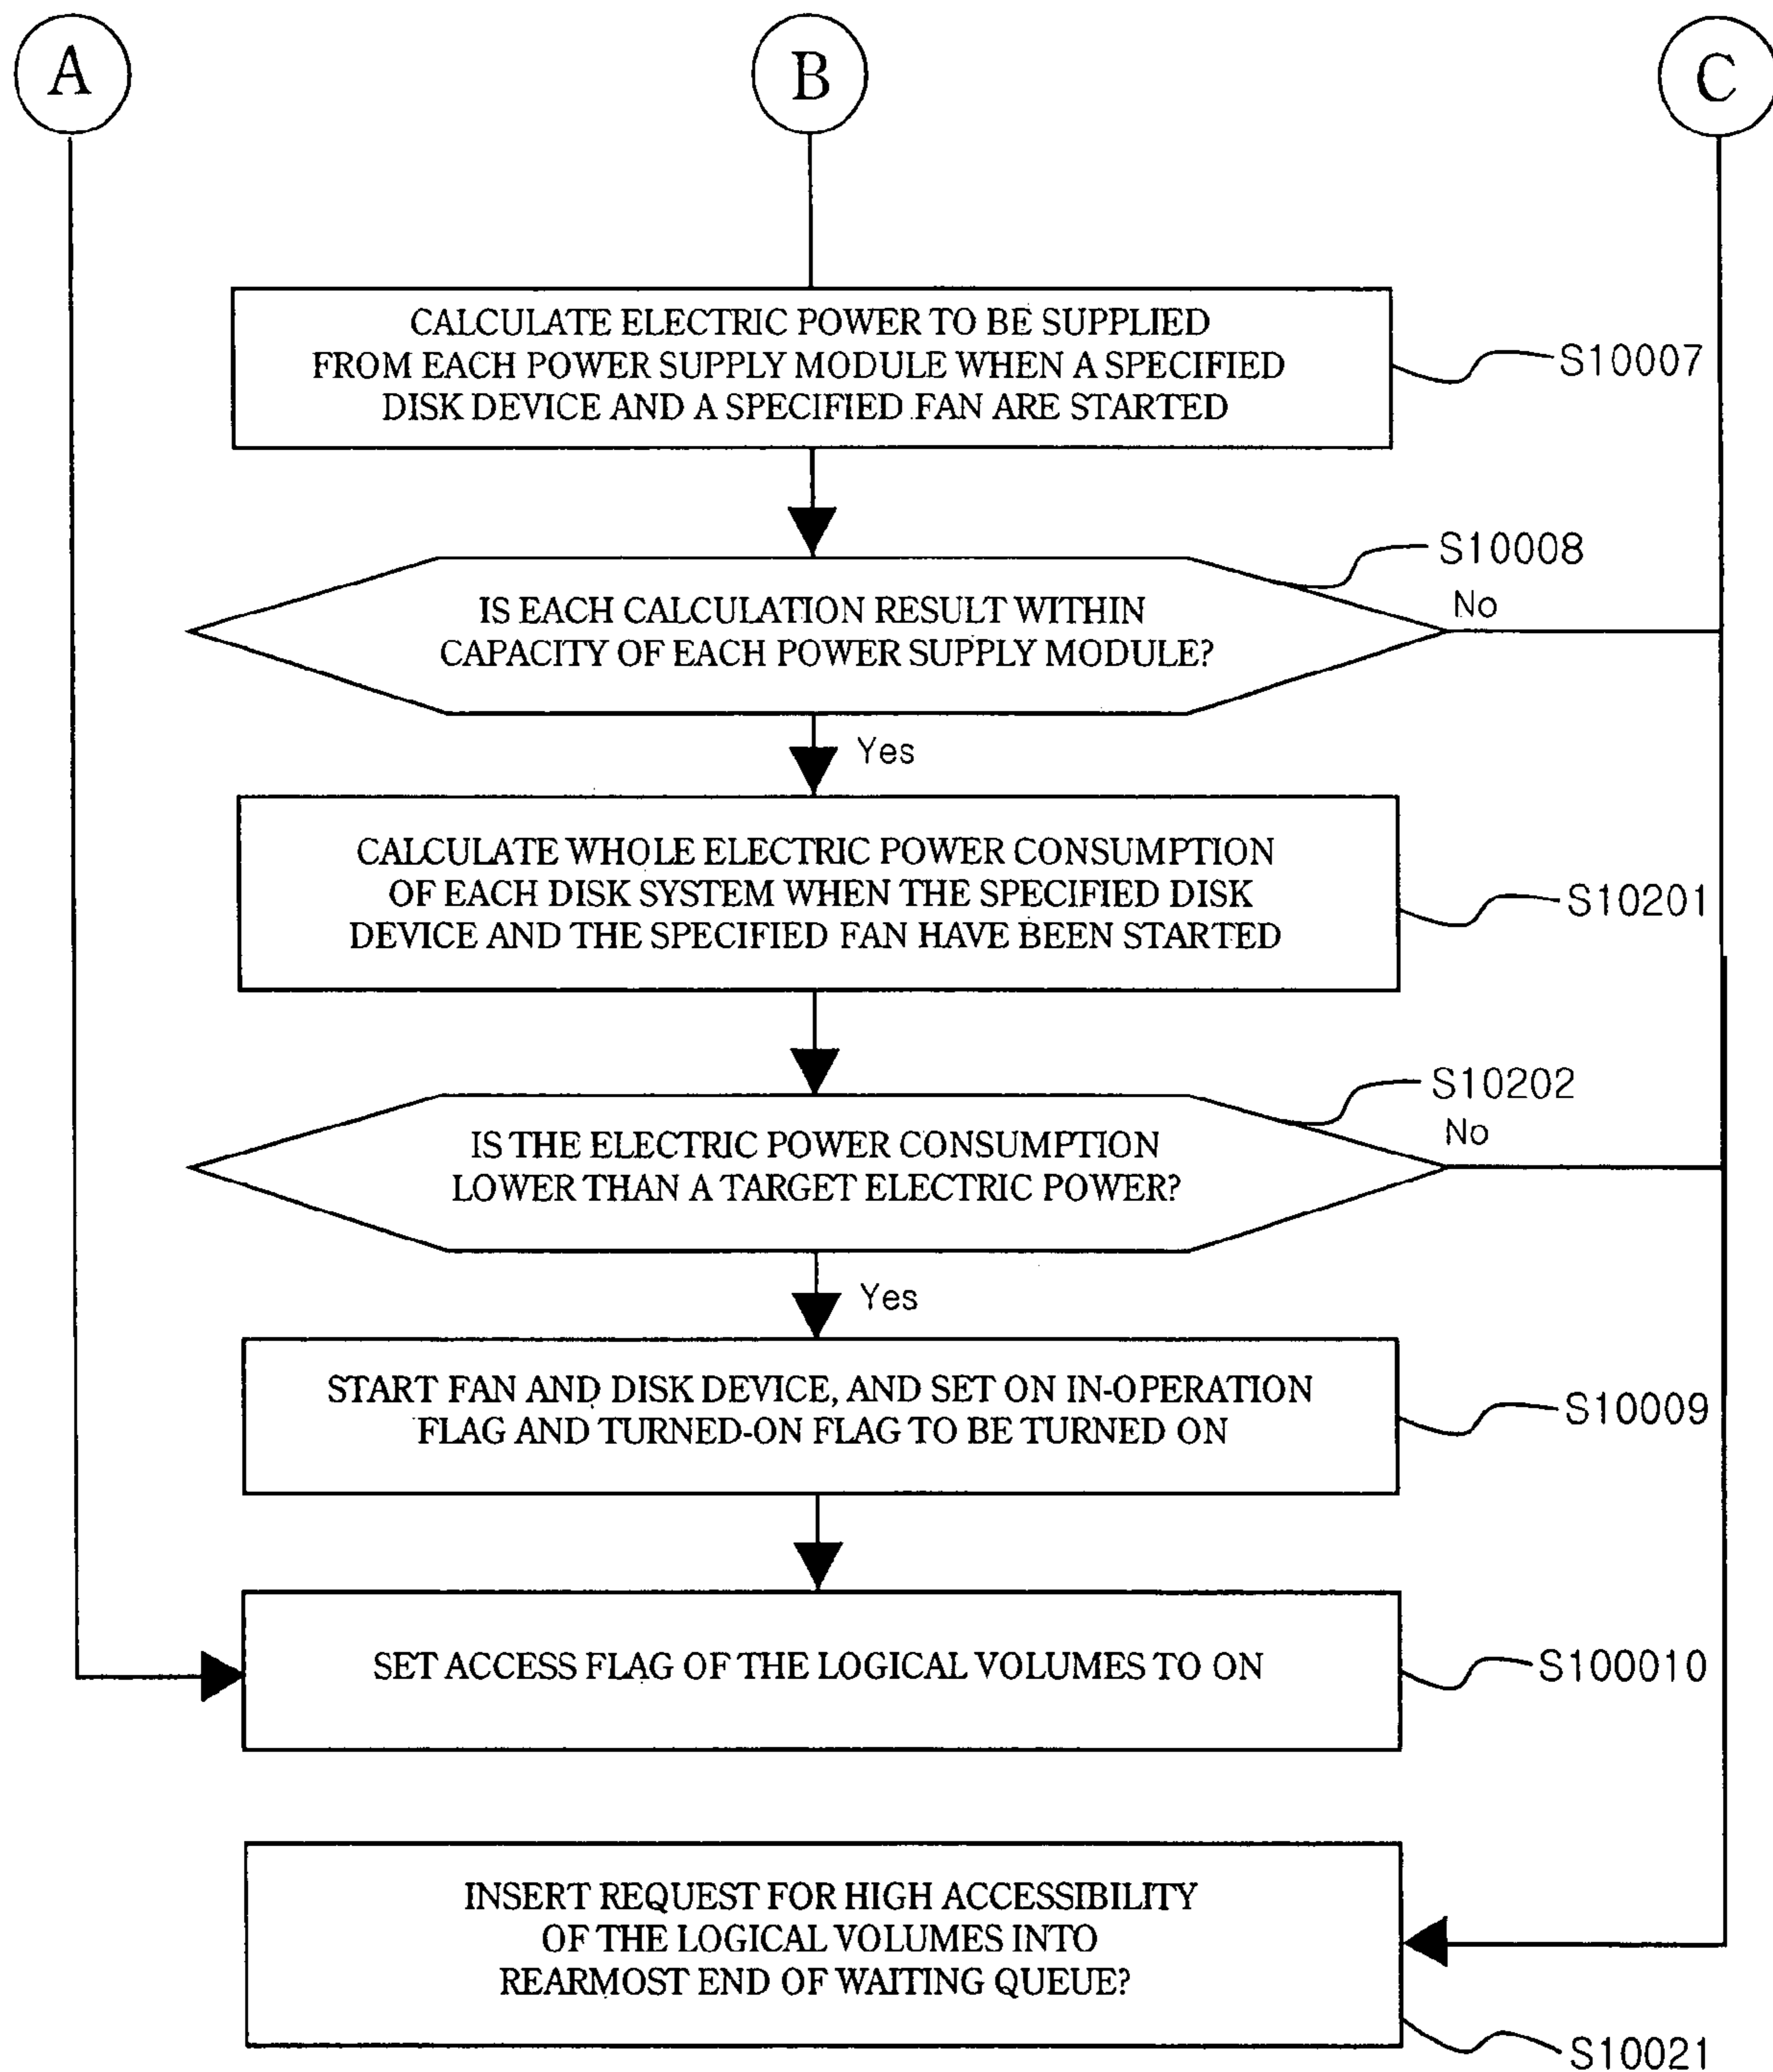 A
B
C
CALCULATE ELECTRIC POWER TO BE SUPPLIED
FROM EACH POWER SUPPLY MODULE WHEN A SPECIFIED
DISK DEVICE AND A SPECIFIED FAN ARE STARTED
S10007
S10008
No
IS EACH CALCULATION RESULT WITHIN
CAPACITY OF EACH POWER SUPPLY MODULE?
Yes
CALCULATE WHOLE ELECTRIC POWER CONSUMPTION
OF EACH DISK SYSTEM WHEN THE SPECIFIED DISK
DEVICE AND THE SPECIFIED FAN HAVE BEEN STARTED
S10201
S10202
No
IS THE ELECTRIC POWER CONSUMPTION
LOWER THAN A TARGET ELECTRIC POWER?
Yes
START FAN AND DISK DEVICE, AND SET ON IN-OPERATION
FLAG AND TURNED-ON FLAG TO BE TURNED ON
S10009
SET ACCESS FLAG OF THE LOGICAL VOLUMES TO ON
S100010
INSERT REQUEST FOR HIGH ACCESSIBILITY
OF THE LOGICAL VOLUMES INTO
REARMOST END OF WAITING QUEUE?
S10021